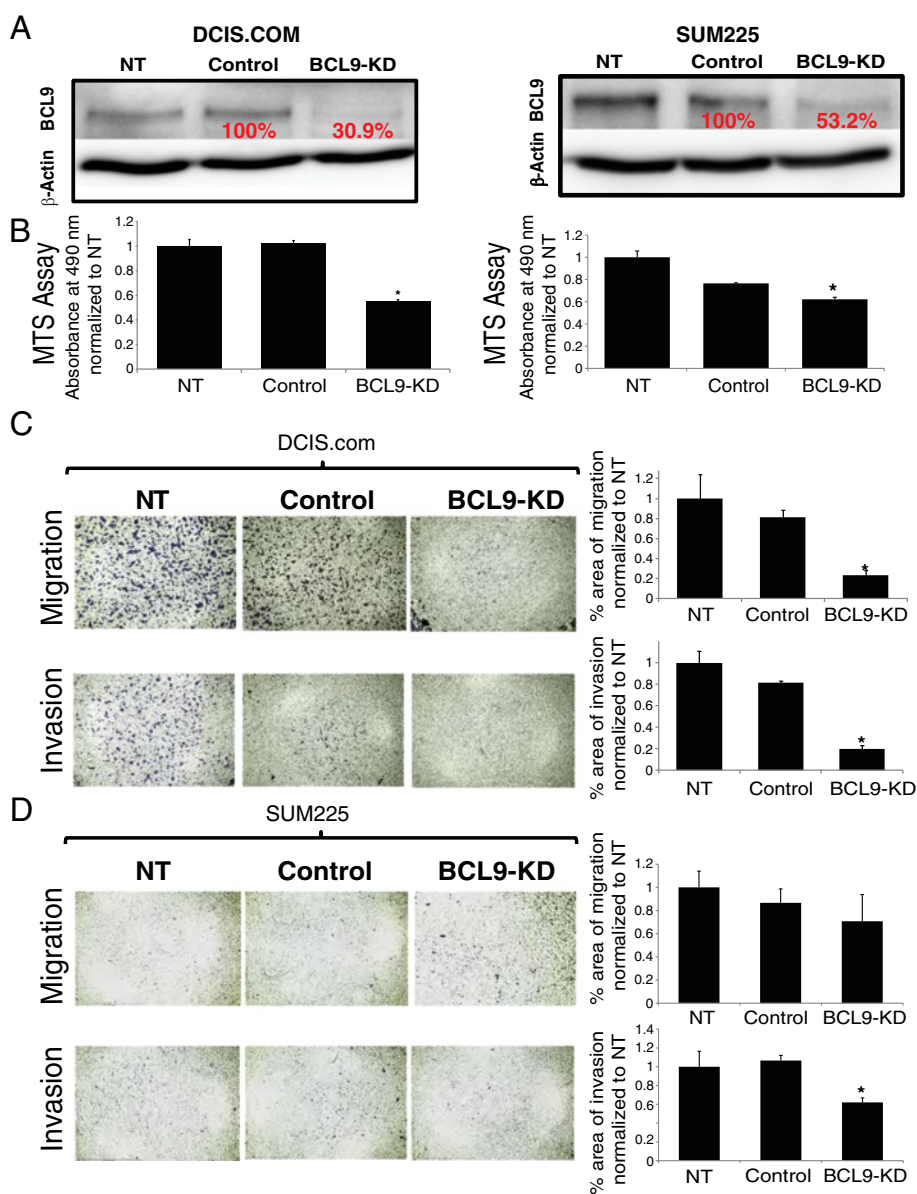 A
DCIS.COM
NT Control BCL9-KD
BCL9
100% 30.9%
β-Actin
SUM225
NT Control BCL9-KD
BCL9
100% 53.2%
β-Actin
B
MTS Assay
Absorbance at 490 nm
normalized to NT
1.2
1
0.8
0.6
0.4
0.2
0
*
NT Control BCL9-KD
MTS Assay
Absorbance at 490 nm
normalized to NT
1.2
1
0.8
0.6
0.4
0.2
0
*
NT Control BCL9-KD
C
DCIS.com
NT Control BCL9-KD
Migration
Invasion
% area of migration
normalized to NT
1.2
1
0.8
0.6
0.4
0.2
0
*
NT Control BCL9-KD
% area of invasion
normalized to NT
1.2
1
0.8
0.6
0.4
0.2
0
*
NT Control BCL9-KD
D
SUM225
NT Control BCL9-KD
Migration
Invasion
% area of migration
normalized to NT
1.2
1
0.8
0.6
0.4
0.2
0
NT Control BCL9-KD
% area of invasion
normalized to NT
1.4
1.2
1
0.8
0.6
0.4
0.2
0
*
NT Control BCL9-KD